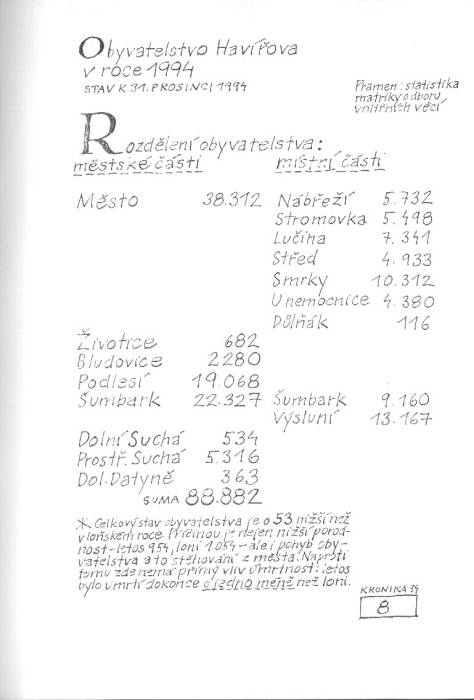 Obyvatelstvo Havířova
v roce 1994
STAV K 31. PROSINCI 1994
Pramen: statistika
matriky odboru
vnitřních věcí
Rozdělení obyvatelstva:
městské části místní části
Město 38.312 Nábřeží 5.732
Stromovka 5.498
Lučina 7.341
Střed 4.933
Smrky 10.312
U nemocnice 4.380
Důlňák 116
Životice 682
Bludovice 2280
Podlesí 19.068
Šumbark 22.327 Šumbark 9.160
Výsluní 13.167
Dolní Suchá 534
Prostř. Suchá 5.316
Dol. Datyně 363
SUMA 88.882
* Celkový stav obyvatelstva je o 53 nižší než
v loňském roce. Příčinou je nejen nižší porod-
nost-letos 954, loni 1.054 - ale i pohyb oby-
vatelstva a to stěhování z města. Naproti
tomu zde nemá přímý vliv úmrtnost: letos
bylo úmrtí dokonce o jedno méně než loni.
KRONIKA 94
8